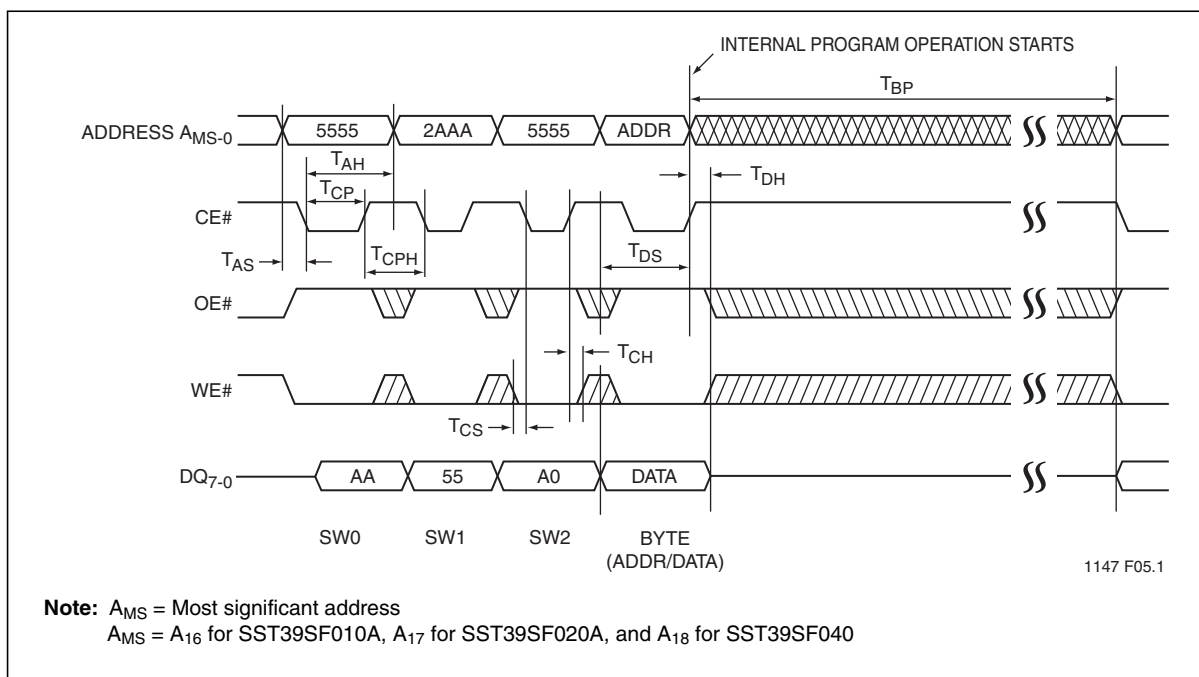 INTERNAL PROGRAM OPERATION STARTS
TBP
ADDRESS AMS-0
5555
2AAA
5555
ADDR
TAH
TDH
TCP
CE#
TAS
TCPH
TDS
OE#
TCH
WE#
TCS
DQ7-0
AA
55
A0
DATA
SW0
SW1
SW2
BYTE
(ADDR/DATA)
1147 F05.1
Note: AMS = Most significant address
AMS = A16 for SST39SF010A, A17 for SST39SF020A, and A18 for SST39SF040